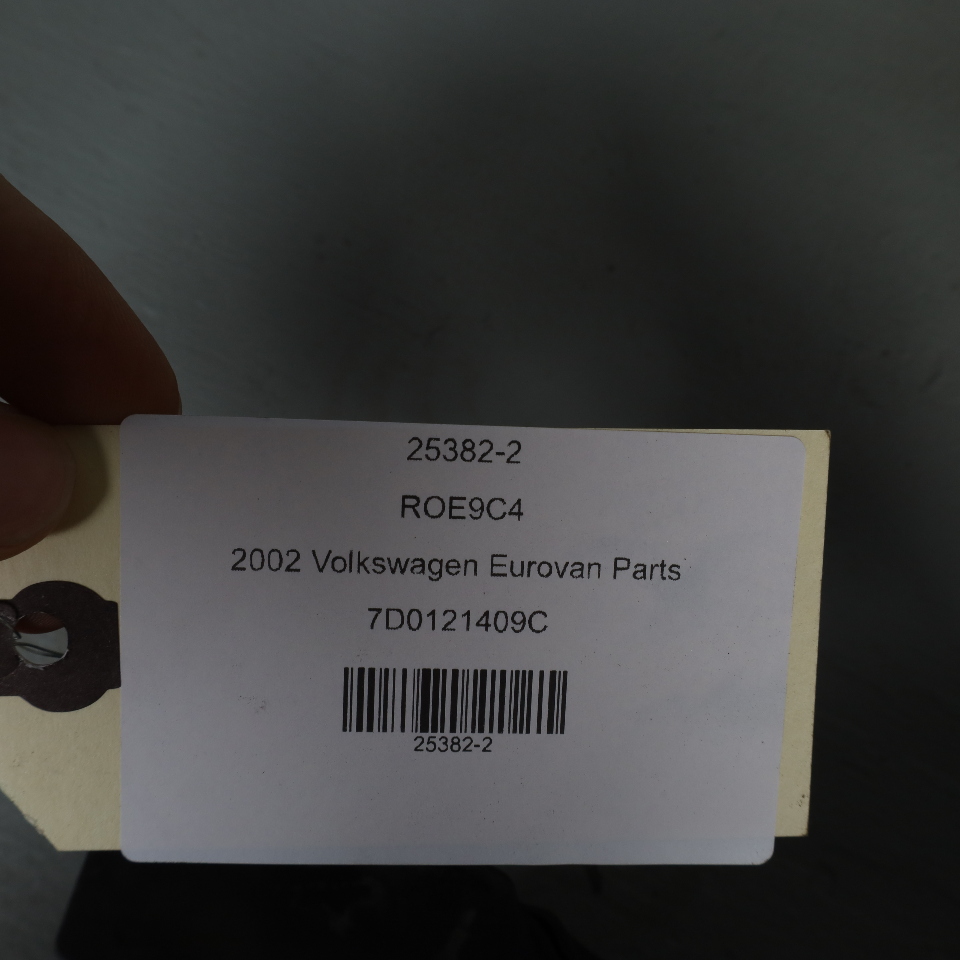 25382-2
ROE9C4
2002 Volkswagen Eurovan Parts
7D0121409C
25382-2